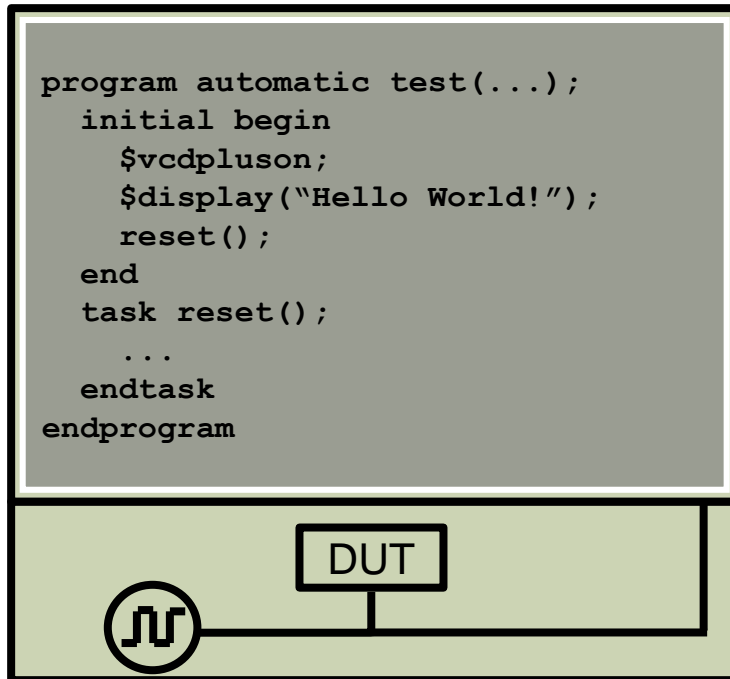 program automatic test(...);
initial begin
$vcdpluson;
$display(“Hello World!”);
reset();
end
task reset();
...
endtask
endprogram
DUT